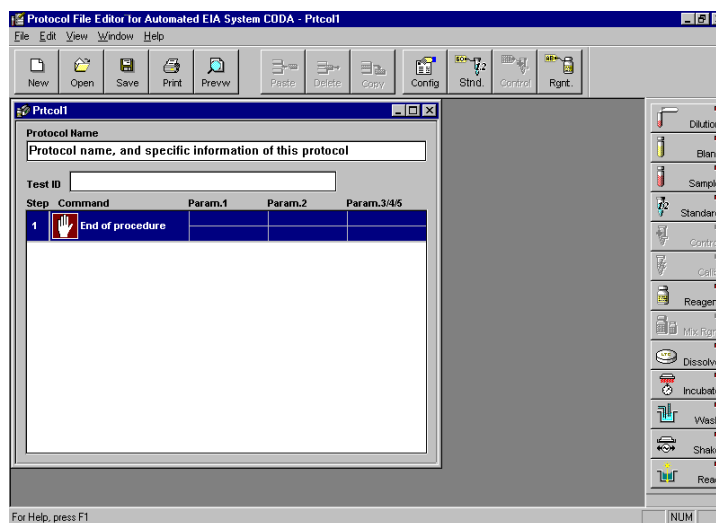 Protocol File Editor for Automated EIA System CODA - Prtcol1
File Edit View Window Help
New Open Save Print Prevw Paste Delete Copy Config Stnd. Control Rgnt.
Prtcol1
Protocol Name
Protocol name, and specific information of this protocol
Test ID
Step Command Param.1 Param.2 Param.3/4/5
1 End of procedure
Dilutio
Blan
Sampl
Standar
Contro
Calib
Reagen
Mix Rgn
Dissolv
Incubat
Was
Shak
Rea
For Help, press F1
NUM